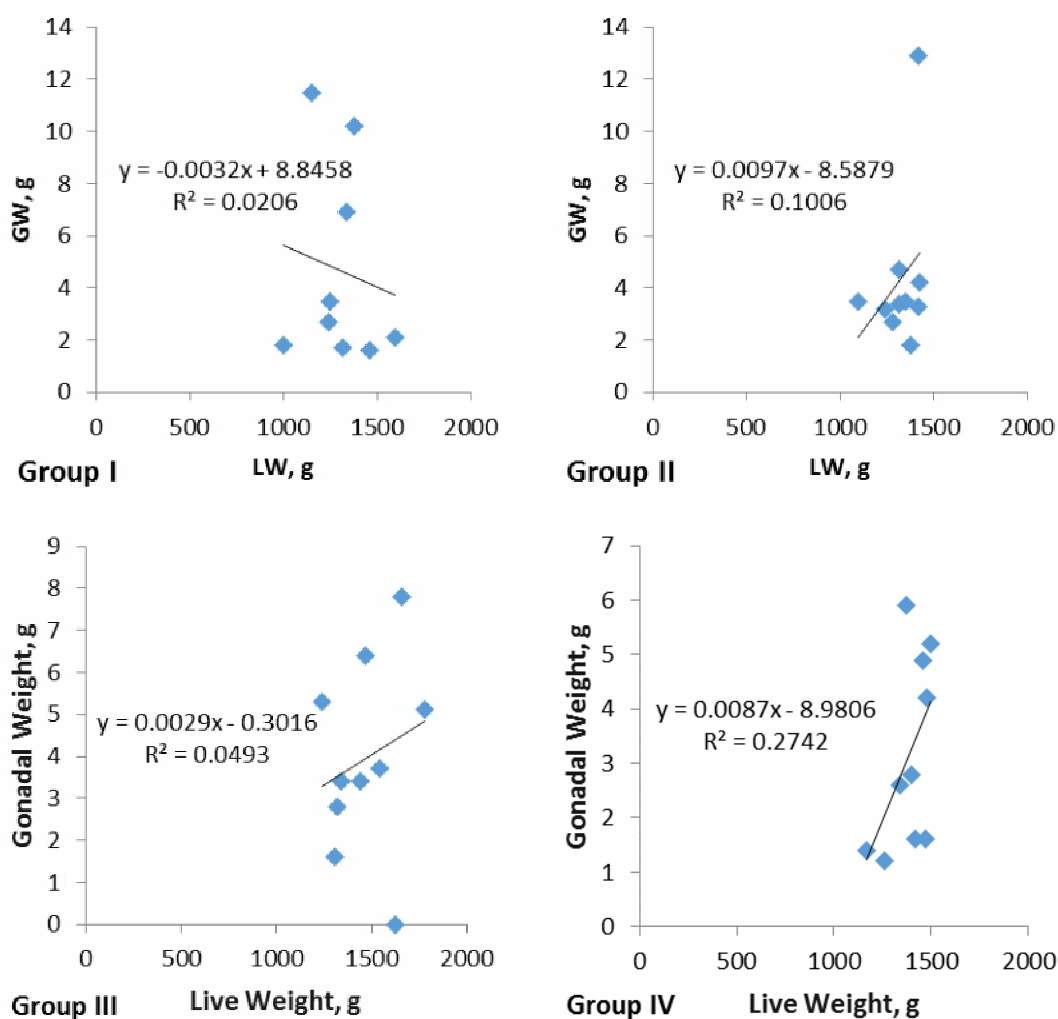 GW, g
14
12
10
8
6
4
2
0
y = -0.0032x + 8.8458
R² = 0.0206
0 500 1000 1500 2000
Group I
LW, g
GW, g
14
12
10
8
6
4
2
0
y = 0.0097x - 8.5879
R² = 0.1006
0 500 1000 1500 2000
Group II
LW, g
Gonadal Weight, g
9
8
7
6
5
4
3
2
1
0
y = 0.0029x - 0.3016
R² = 0.0493
0 500 1000 1500 2000
Group III
Live Weight, g
Gonadal Weight, g
7
6
5
4
3
2
1
0
y = 0.0087x - 8.9806
R² = 0.2742
0 500 1000 1500 2000
Group IV
Live Weight, g